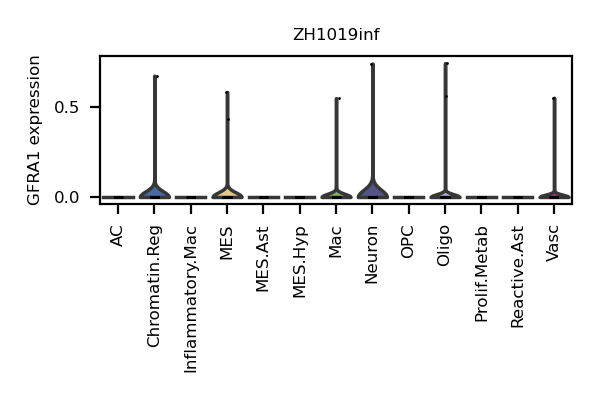 ZH1019inf
GFRA1 expression
0.5
0.0
AC
Chromatin.Reg
Inflammatory.Mac
MES
MES.Ast
MES.Hyp
Mac
Neuron
OPC
Oligo
Prolif.Metab
Reactive.Ast
Vasc